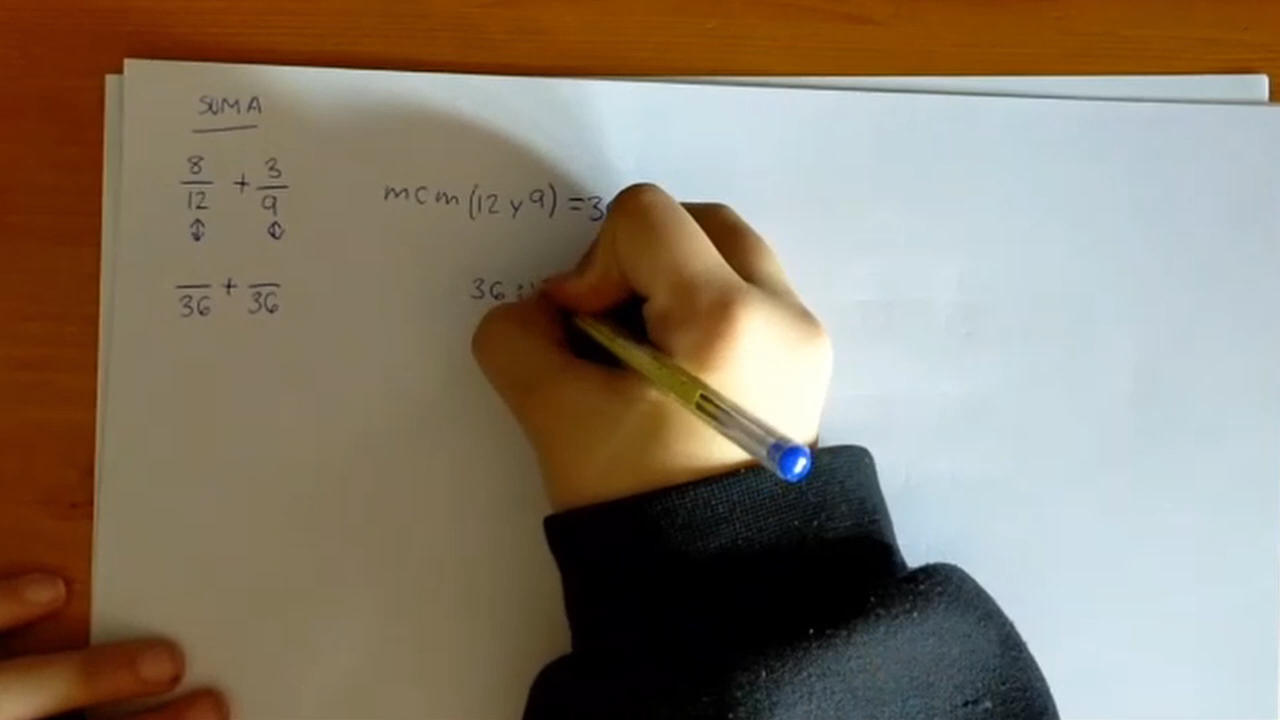 SUMA
8/12 + 3/9
mcm (12 y 9) = 3
↕ ↕
36 :
—/36 + —/36